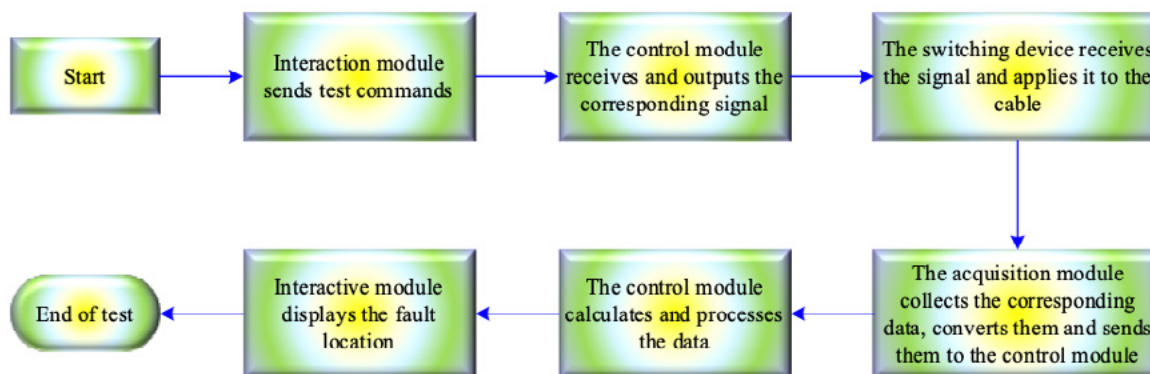 Start
Interaction module
sends test commands
The control module
receives and outputs the
corresponding signal
The switching device receives
the signal and applies it to the
cable
The acquisition module
collects the corresponding
data, converts them and sends
them to the control module
The control module
calculates and processes
the data
Interactive module
displays the fault
location
End of test